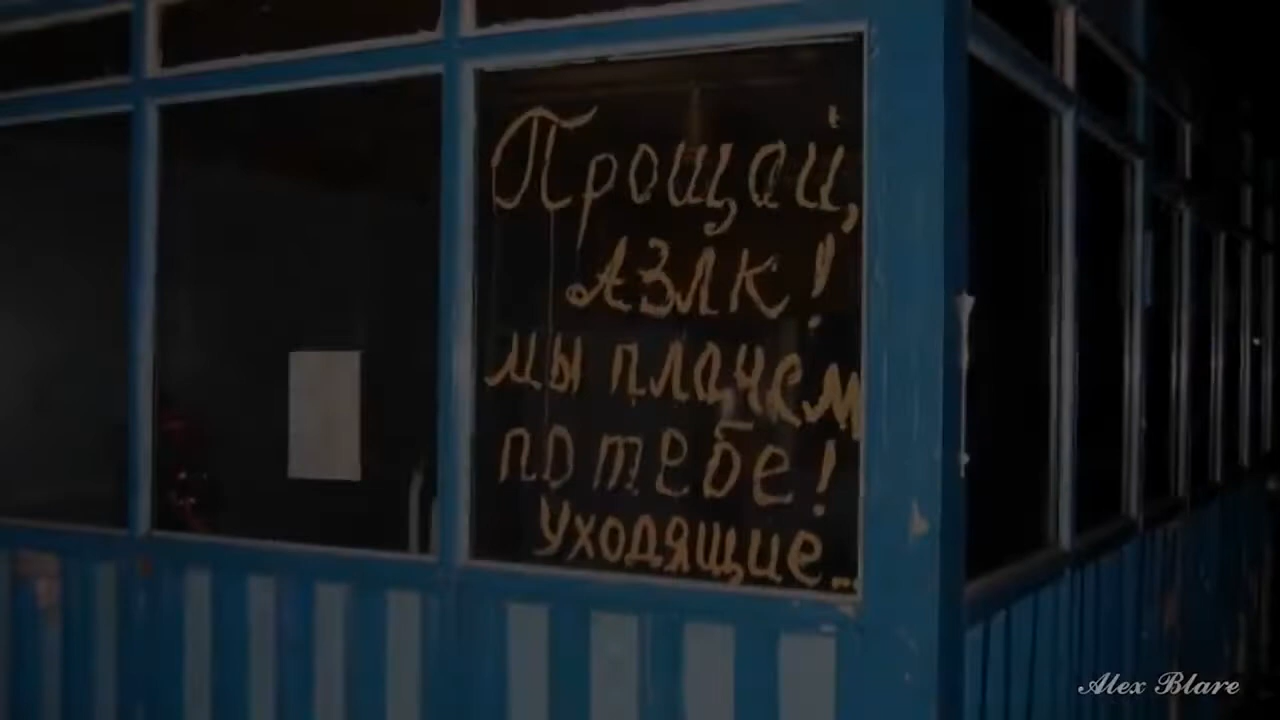 Прощай,
АЗЛК!
мы плачем
по тебе!
Уходящие...
Alex Blare